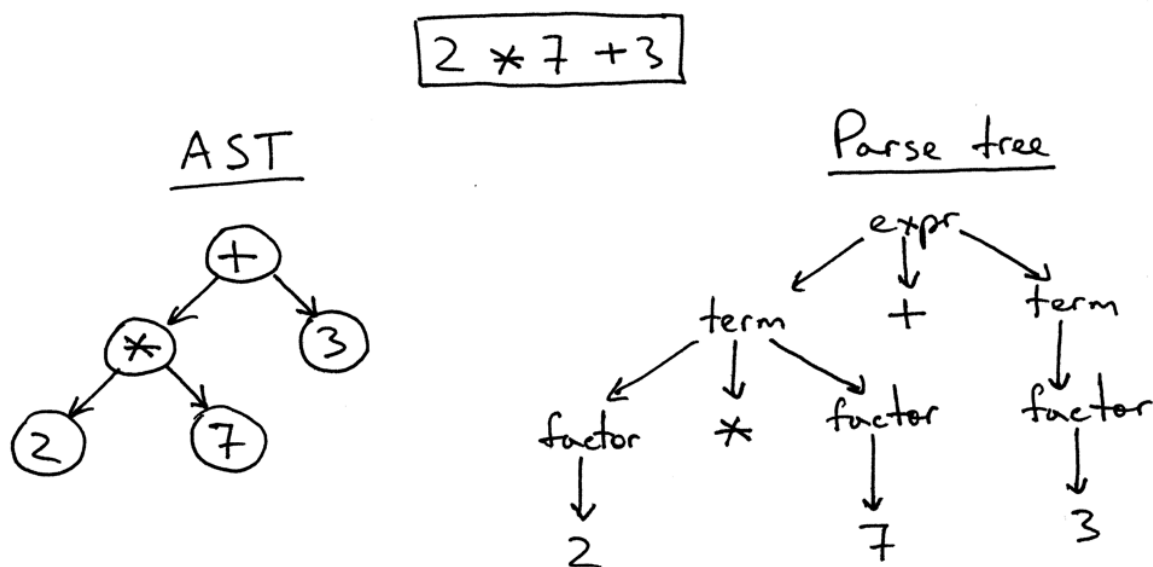 2 * 7 + 3
AST
Parse tree
+
*
3
2
7
expr
term
+
term
factor
*
factor
factor
2
7
3